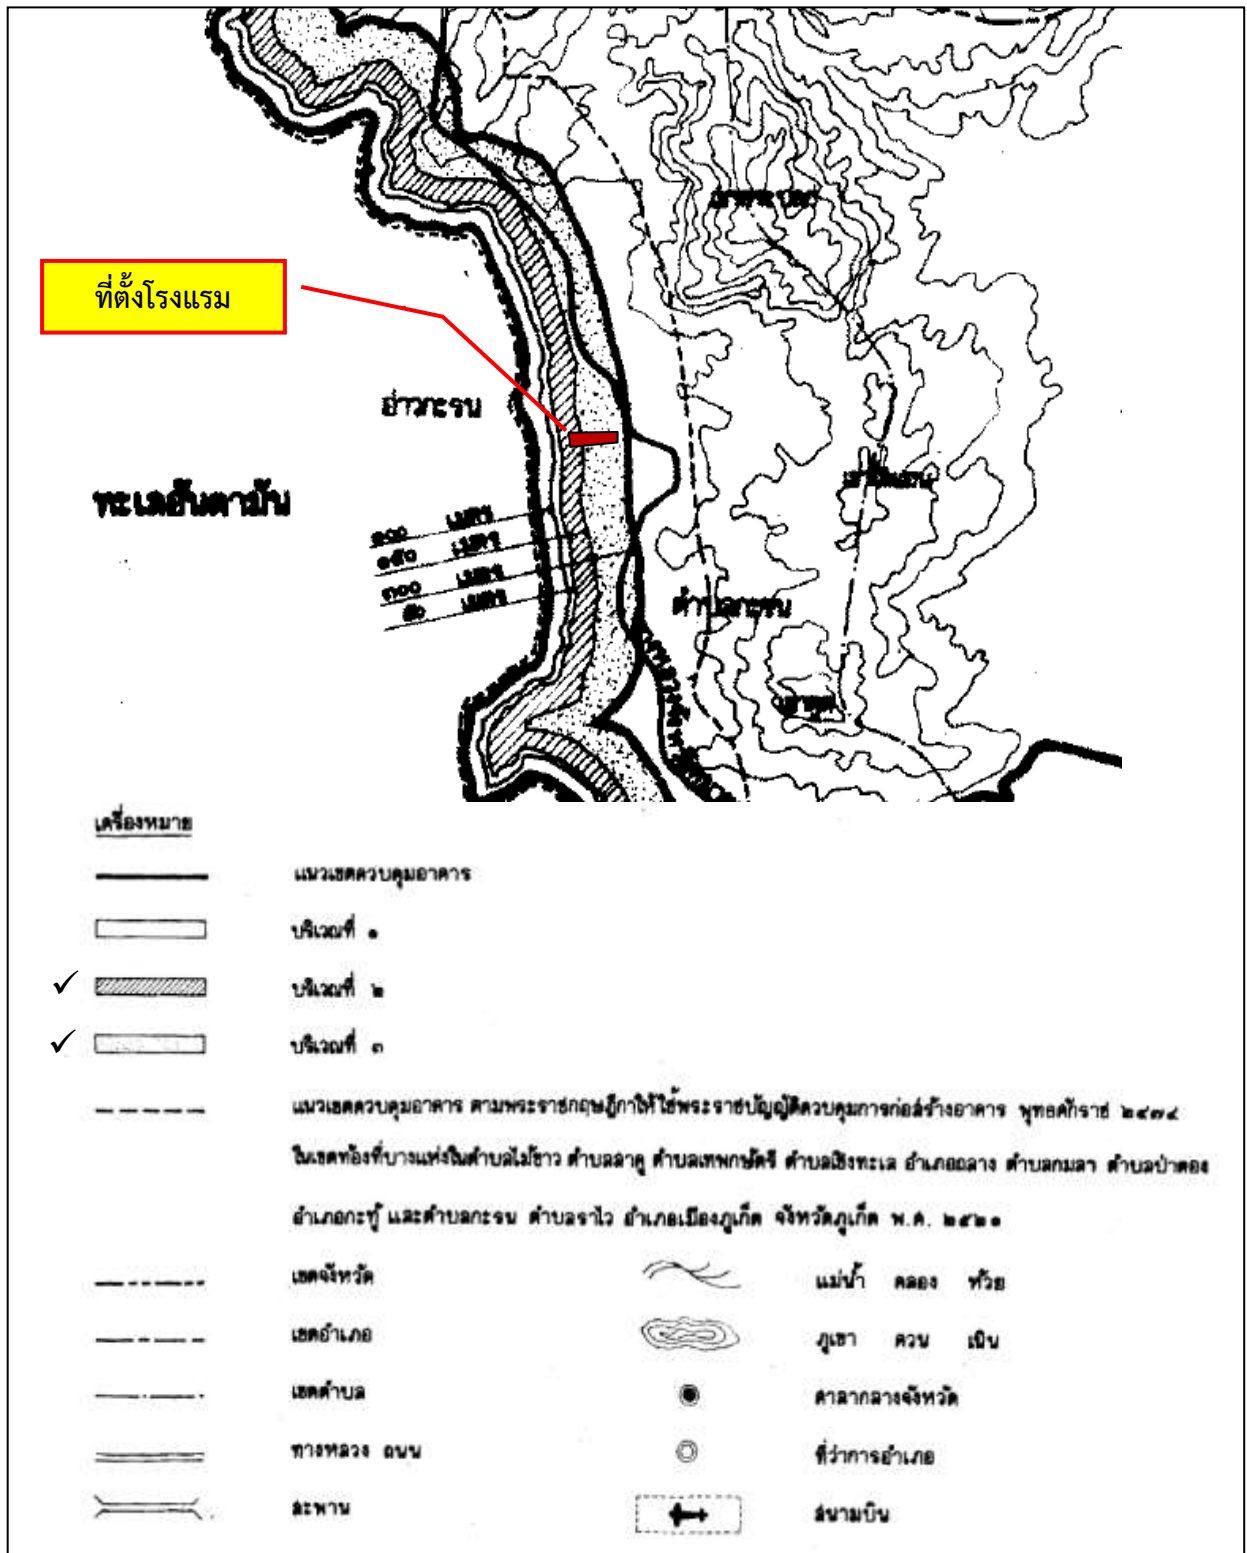 ที่ตั้งโรงแรม
อ่าวกะรน
ทะเลอันดามัน
๑๐๐ เมตร
๑๕๐ เมตร
๓๐๐ เมตร
๕๐ เมตร
ตำบลกะรน
เครื่องหมาย
แนวเขตควบคุมอาคาร
บริเวณที่ ๑
✓ บริเวณที่ ๒
✓ บริเวณที่ ๓
แนวเขตควบคุมอาคาร ตามพระราชกฤษฎีกาให้ใช้พระราชบัญญัติควบคุมการก่อสร้างอาคาร พุทธศักราช ๒๔๗๙
ในเขตท้องที่บางแห่งในตำบลไม้ขาว ตำบลสาคู ตำบลเทพกษัตรี ตำบลเชิงทะเล อำเภอถลาง ตำบลกมลา ตำบลป่าตอง
อำเภอกะทู้ และตำบลกะรน ตำบลราไว อำเภอเมืองภูเก็ต จังหวัดภูเก็ต พ.ศ. ๒๕๒๑
เขตจังหวัด
แม่น้ำ คลอง ห้วย
เขตอำเภอ
ภูเขา ควน เนิน
เขตตำบล
ศาลากลางจังหวัด
ทางหลวง ถนน
ที่ว่าการอำเภอ
สะพาน
สนามบิน